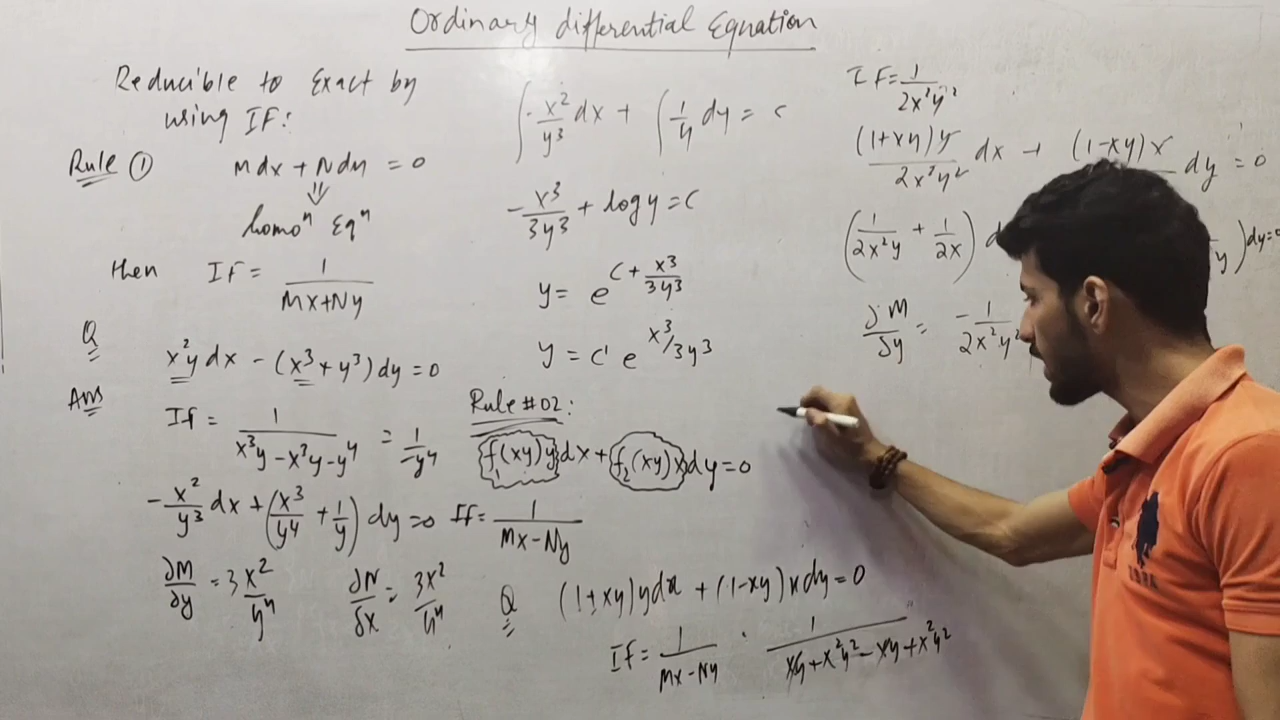 Ordinary differential Equation
Reducible to Exact by
using IF:
Rule ① Mdx + Ndy = 0
⇓
homoⁿ Eqⁿ
then IF = 1/(Mx+Ny)
Q x²y dx - (x³ + y³) dy = 0
Ans
If = 1/(x³y - x³y - y⁴) = 1/-y⁴
- x²/y³ dx + (x³/y⁴ + 1/y) dy = 0
∂M/∂y = 3x²/y⁴ ∂N/∂x = 3x²/y⁴
∫ - x²/y³ dx + ∫ 1/y dy = c
- x³/3y³ + log y = C
y = e^(C + x³/3y³)
y = c' e^(x³/3y³)
Rule #02:
f₁(xy)y dx + f₂(xy)x dy = 0
If = 1/(Mx - Ny)
Q (1+xy)y dx + (1-xy)x dy = 0
If = 1/(Mx - Ny) . 1/(xy + x²y² - xy + x²y²)
IF = 1/2x²y²
(1+xy)y/2x²y² dx + (1-xy)x dy = 0
(1/2x²y + 1/2x) d y) dy=0
∂M/∂y = -1/2x²y²